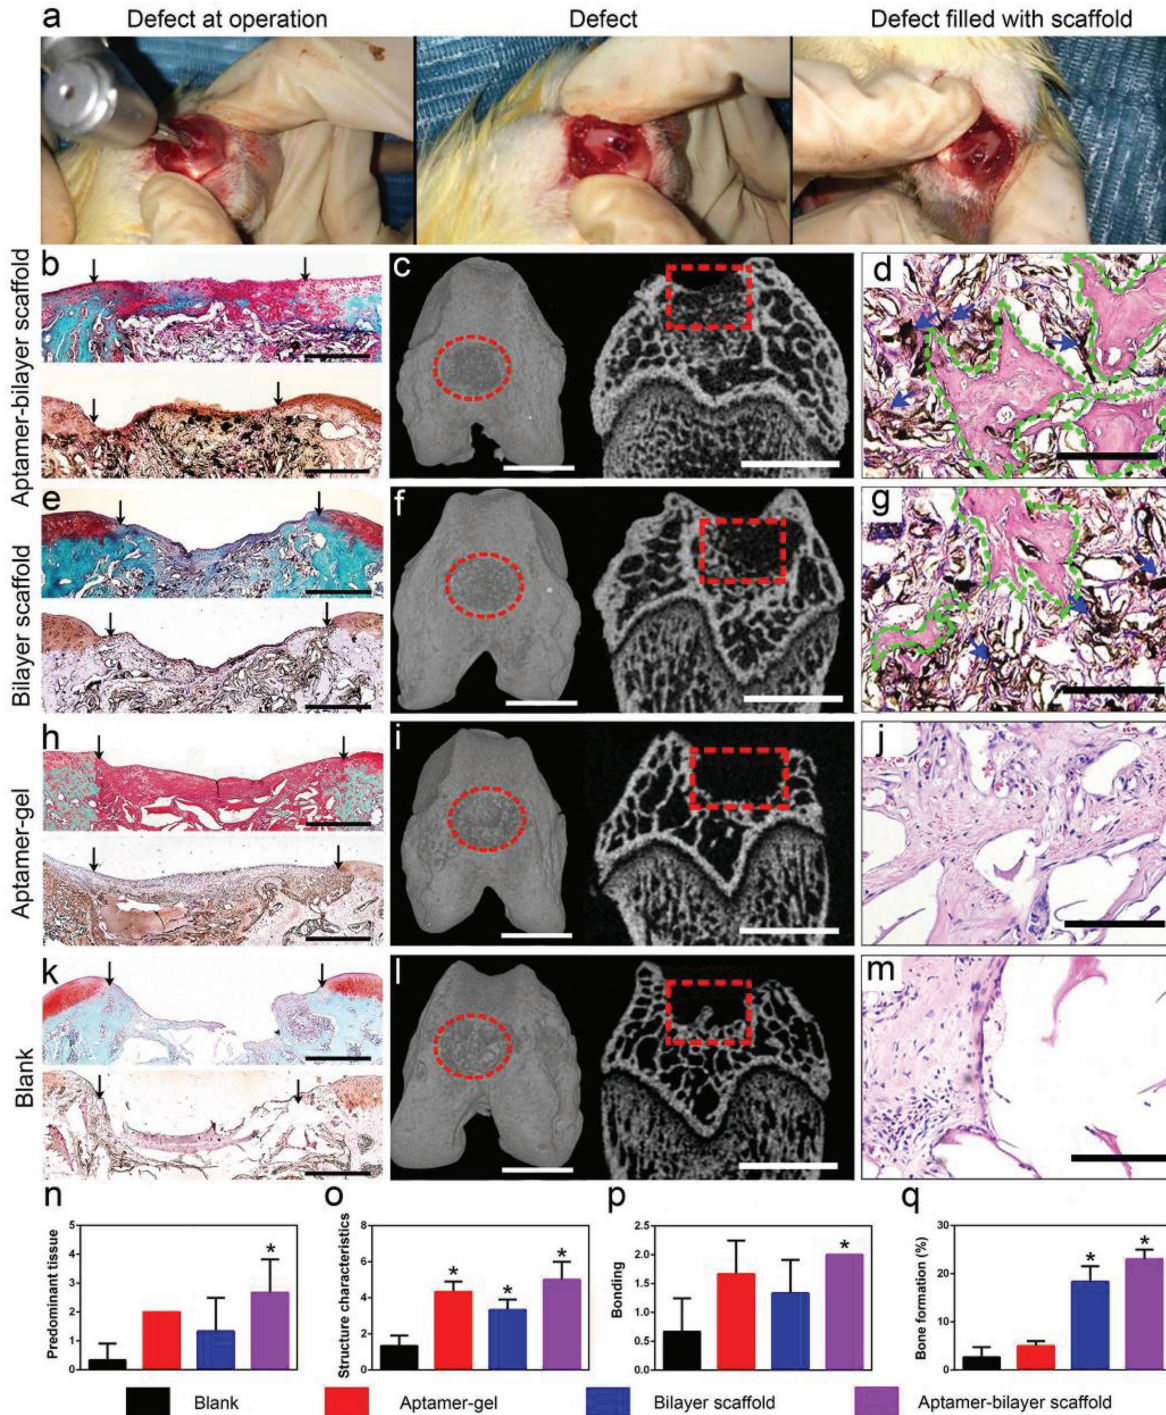 a
Defect at operation
Defect
Defect filled with scaffold
Aptamer-bilayer scaffold
b
c
d
Bilayer scaffold
e
f
g
Aptamer-gel
h
i
j
Blank
k
l
m
n
Predominant tissue
5
4
3
2
1
0
*
o
Structure characteristics
8
6
4
2
0
* * *
p
Bonding
2.5
2.0
1.5
1.0
0.5
0.0
*
q
Bone formation (%)
30
20
10
0
* *
Blank
Aptamer-gel
Bilayer scaffold
Aptamer-bilayer scaffold